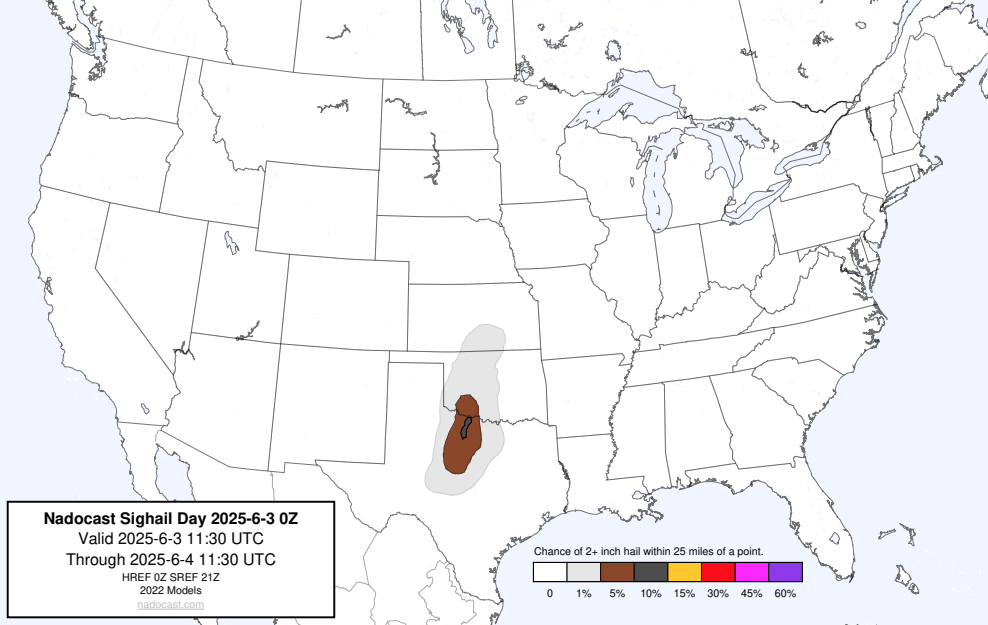 Nadocast Sighail Day 2025-6-3 0Z
Valid 2025-6-3 11:30 UTC
Through 2025-6-4 11:30 UTC
HREF 0Z SREF 21Z
2022 Models
nadocast.com
Chance of 2+ inch hail within 25 miles of a point.
0 1% 5% 10% 15% 30% 45% 60%